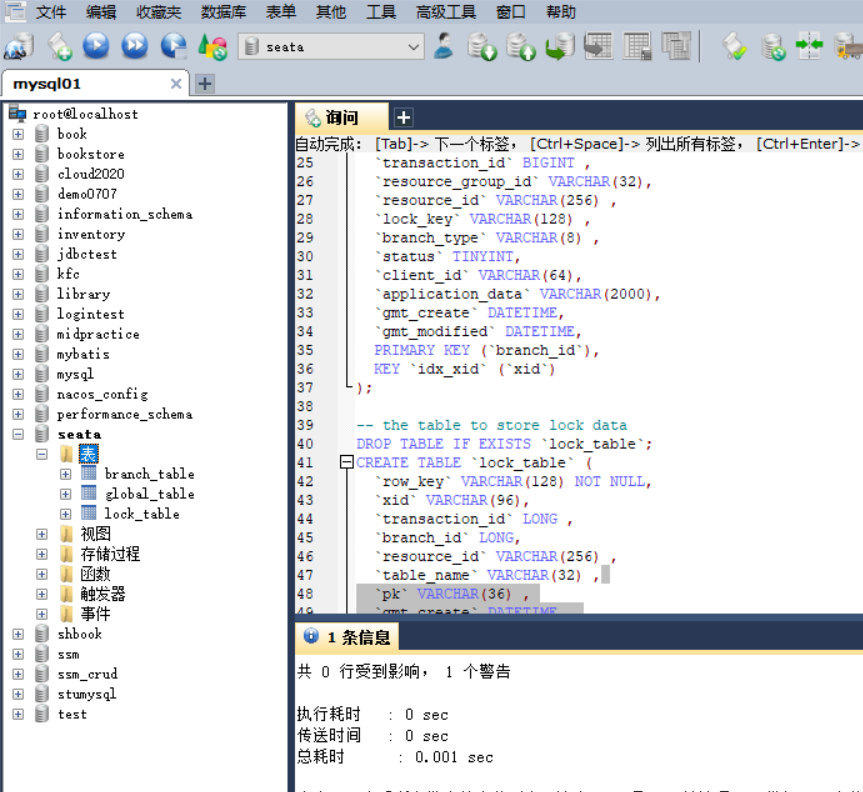 文件 编辑 收藏夹 数据库 表单 其他 工具 高级工具 窗口 帮助
seata
mysql01
root@localhost
book
bookstore
cloud2020
demo0707
information_schema
inventory
jdbctest
kfc
library
logintest
midpractice
mybatis
mysql
nacos_config
performance_schema
seata
表
branch_table
global_table
lock_table
视图
存储过程
函数
触发器
事件
shbook
ssm
ssm_crud
stumysql
test
询问
自动完成： [Tab]-> 下一个标签， [Ctrl+Space]-> 列出所有标签， [Ctrl+Enter]->
25 `transaction_id` BIGINT ,
26 `resource_group_id` VARCHAR(32),
27 `resource_id` VARCHAR(256) ,
28 `lock_key` VARCHAR(128) ,
29 `branch_type` VARCHAR(8) ,
30 `status` TINYINT,
31 `client_id` VARCHAR(64),
32 `application_data` VARCHAR(2000),
33 `gmt_create` DATETIME,
34 `gmt_modified` DATETIME,
35 PRIMARY KEY (`branch_id`),
36 KEY `idx_xid` (`xid`)
37 );
38
39 -- the table to store lock data
40 DROP TABLE IF EXISTS `lock_table`;
41 CREATE TABLE `lock_table` (
42 `row_key` VARCHAR(128) NOT NULL,
43 `xid` VARCHAR(96),
44 `transaction_id` LONG ,
45 `branch_id` LONG,
46 `resource_id` VARCHAR(256) ,
47 `table_name` VARCHAR(32) ,
48 `pk` VARCHAR(36) ,
49 `gmt_create` DATETIME
1 条信息
共 0 行受到影响， 1 个警告
执行耗时 : 0 sec
传送时间 : 0 sec
总耗时 : 0.001 sec